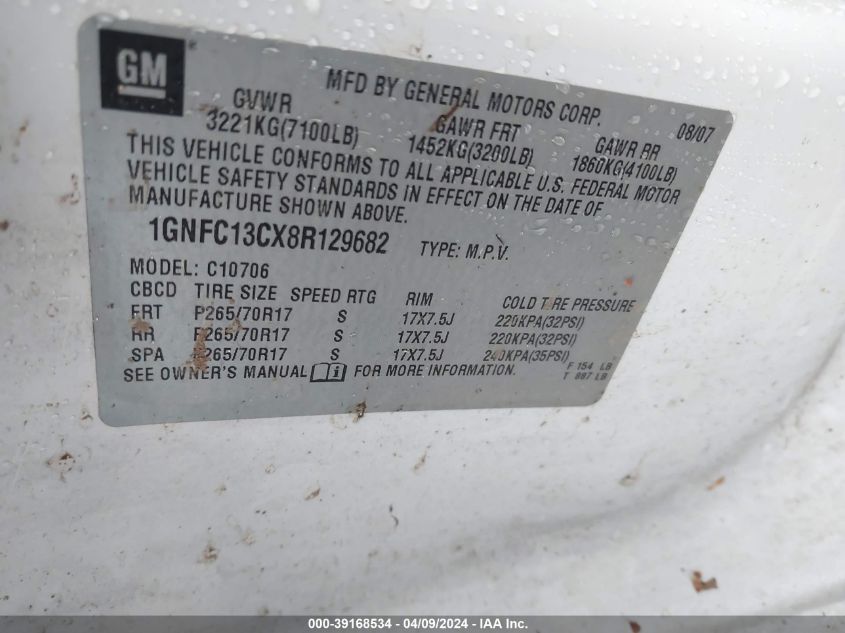 GM
MFD BY GENERAL MOTORS CORP.
08/07
GVWR GAWR FRT GAWR RR
3221KG(7100LB) 1452KG(3200LB) 1860KG(4100LB)
THIS VEHICLE CONFORMS TO ALL APPLICABLE U.S. FEDERAL MOTOR
VEHICLE SAFETY STANDARDS IN EFFECT ON THE DATE OF
MANUFACTURE SHOWN ABOVE.
1GNFC13CX8R129682 TYPE: M.P.V.
MODEL: C10706
CBCD TIRE SIZE SPEED RTG RIM COLD TIRE PRESSURE
FRT P265/70R17 S 17X7.5J 220KPA(32PSI)
RR P265/70R17 S 17X7.5J 220KPA(32PSI)
SPA P265/70R17 S 17X7.5J 240KPA(35PSI)
SEE OWNER'S MANUAL FOR MORE INFORMATION.
F 154 LB
T 887 LB
000-39168534 - 04/09/2024 - IAA Inc.